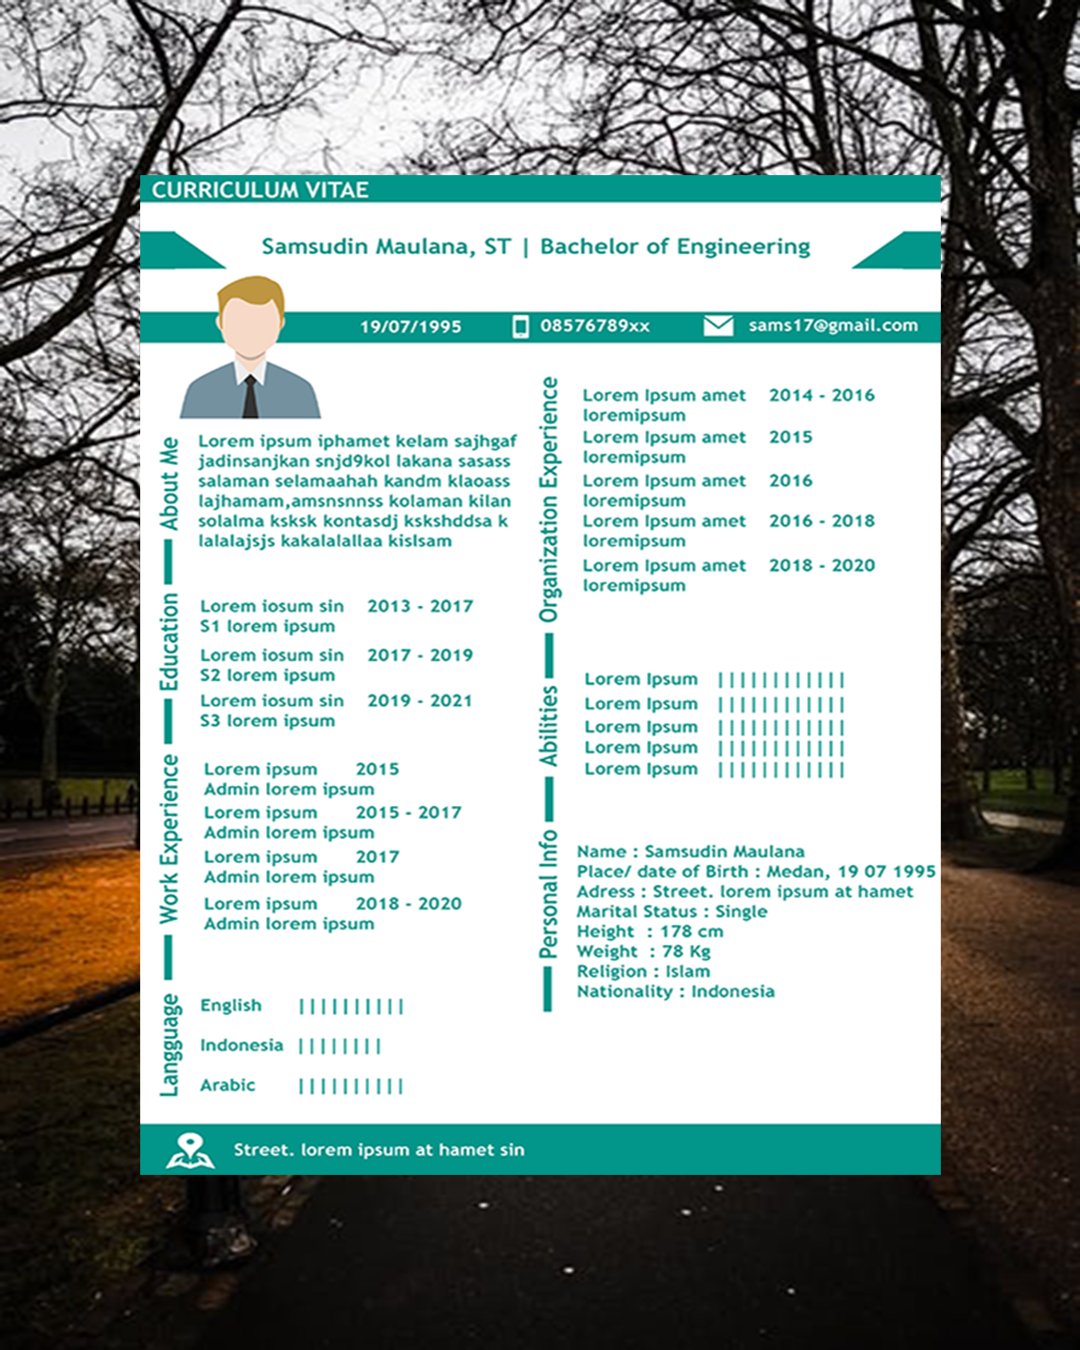 CURRICULUM VITAE
Samsudin Maulana, ST | Bachelor of Engineering
19/07/1995 08576789xx sams17@gmail.com
About Me
Lorem ipsum iphamet kelam sajhgaf
jadinsanjkan snjd9kol lakana sasass
salaman selamaahah kandm klaoass
lajhamam,amsnsnnss kolaman kilan
solalma ksksk kontasdj kskshddsa k
lalalajsjs kakalalallaa kislsam
Education
Lorem iosum sin 2013 - 2017
S1 lorem ipsum
Lorem iosum sin 2017 - 2019
S2 lorem ipsum
Lorem iosum sin 2019 - 2021
S3 lorem ipsum
Work Experience
Lorem ipsum 2015
Admin lorem ipsum
Lorem ipsum 2015 - 2017
Admin lorem ipsum
Lorem ipsum 2017
Admin lorem ipsum
Lorem ipsum 2018 - 2020
Admin lorem ipsum
Langguage
English ||||||||||
Indonesia ||||||||
Arabic ||||||||||
Organization Experience
Lorem Ipsum amet 2014 - 2016
loremipsum
Lorem Ipsum amet 2015
loremipsum
Lorem Ipsum amet 2016
loremipsum
Lorem Ipsum amet 2016 - 2018
loremipsum
Lorem Ipsum amet 2018 - 2020
loremipsum
Abilities
Lorem Ipsum ||||||||||||
Lorem Ipsum ||||||||||||
Lorem Ipsum ||||||||||||
Lorem Ipsum ||||||||||||
Lorem Ipsum ||||||||||||
Personal Info
Name : Samsudin Maulana
Place/ date of Birth : Medan, 19 07 1995
Adress : Street. lorem ipsum at hamet
Marital Status : Single
Height : 178 cm
Weight : 78 Kg
Religion : Islam
Nationality : Indonesia
Street. lorem ipsum at hamet sin